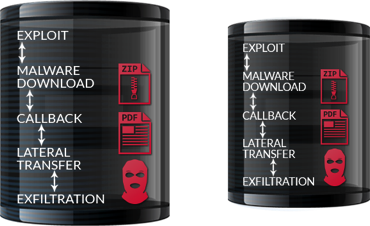 EXPLOIT
MALWARE
DOWNLOAD
ZIP
CALLBACK
PDF
LATERAL
TRANSFER
EXFILTRATION
EXPLOIT
MALWARE
DOWNLOAD
ZIP
CALLBACK
PDF
LATERAL
TRANSFER
EXFILTRATION